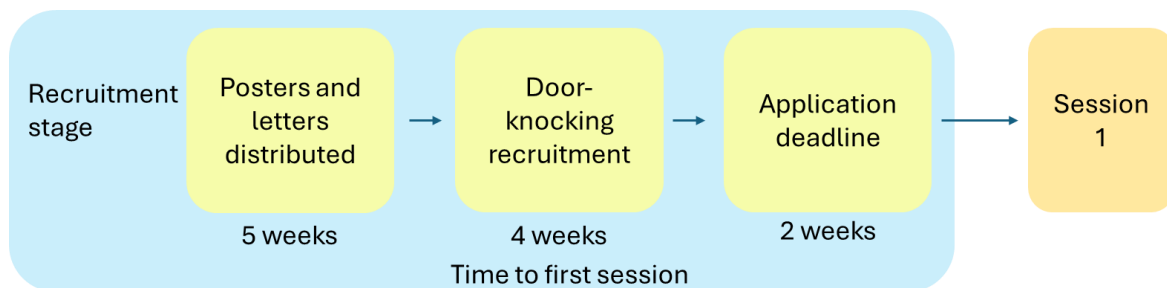 Recruitment
stage
Posters and
letters
distributed
Door-
knocking
recruitment
Application
deadline
Session
1
5 weeks
4 weeks
2 weeks
Time to first session